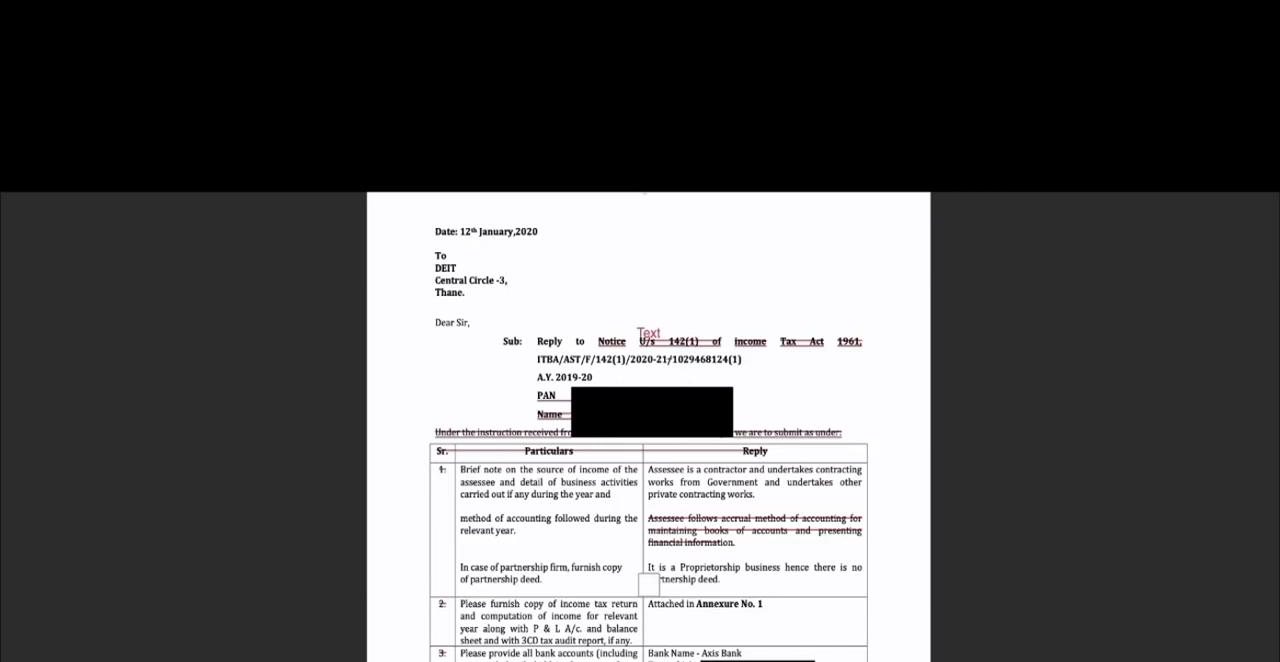 Date: 12th January,2020
To
DEIT
Central Circle -3,
Thane.
Dear Sir,
Text
Sub: Reply to Notice U/s 142(1) of Income Tax Act 1961;
ITBA/AST/F/142(1)/2020-21/1029468124(1)
A.Y. 2019-20
PAN
Name
Under the instruction received we are to submit as under:
Sr. Particulars Reply
1. Brief note on the source of income of the
assessee and detail of business activities
carried out if any during the year and
method of accounting followed during the
relevant year.
In case of partnership firm, furnish copy
of partnership deed.
Assessee is a contractor and undertakes contracting
works from Government and undertakes other
private contracting works.
Assessee follows accrual method of accounting for
maintaining books of accounts and presenting
financial information.
It is a Proprietorship business hence there is no
deed.
2. Please furnish copy of income tax return
and computation of income for relevant
year along with P & L A/c. and balance
sheet and with 3CD tax audit report, if any.
Attached in Annexure No. 1
3. Please provide all bank accounts (including
Bank Name - Axis Bank